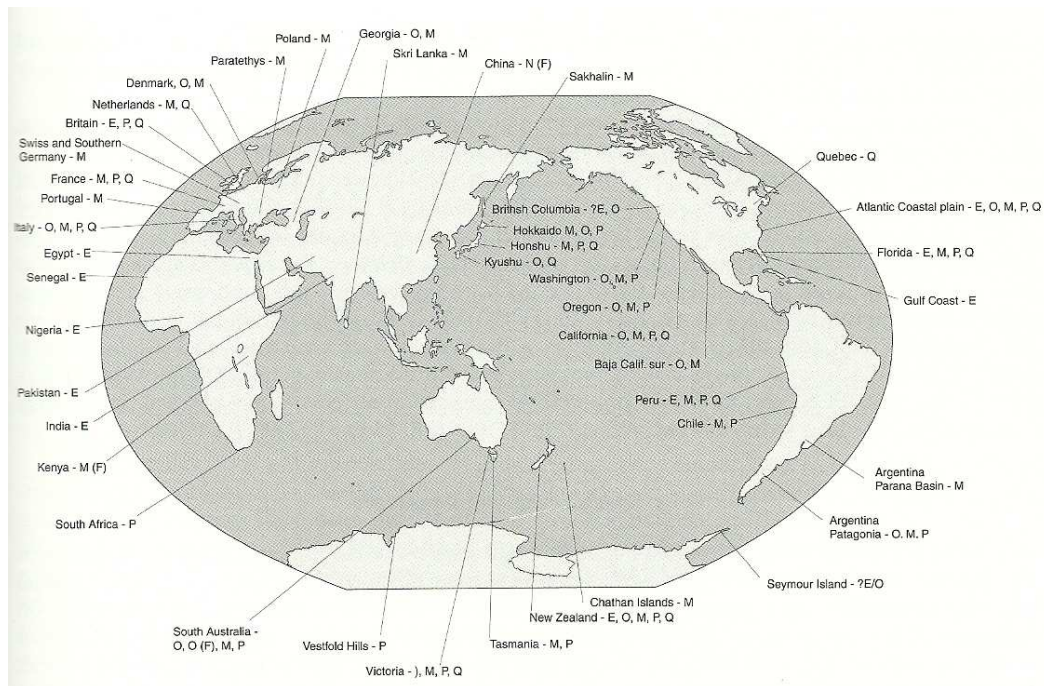 Poland - M
Georgia - O, M
Paratethys - M
Skri Lanka - M
China - N (F)
Denmark, O, M
Sakhalin - M
Netherlands - M, Q
Britain - E, P, Q
Swiss and Southern
Germany - M
Quebec - Q
France - M, P, Q
Portugal - M
Brithsh Columbia - ?E, O
Atlantic Coastal plain - E, O, M, P, Q
Italy - O, M, P, Q
Hokkaido M, O, P
Honshu - M, P, Q
Egypt - E
Florida - E, M, P, Q
Kyushu - O, Q
Senegal - E
Washington - O, M, P
Gulf Coast - E
Oregon - O, M, P
Nigeria - E
California - O, M, P, Q
Baja Calif. sur - O, M
Pakistan - E
Peru - E, M, P, Q
India - E
Chile - M, P
Kenya - M (F)
Argentina
Parana Basin - M
South Africa - P
Argentina
Patagonia - O. M. P
Seymour Island - ?E/O
Chathan Islands - M
New Zealand - E, O, M, P, Q
South Australia -
O, O (F), M, P
Vestfold Hills - P
Tasmania - M, P
Victoria - ), M, P, Q